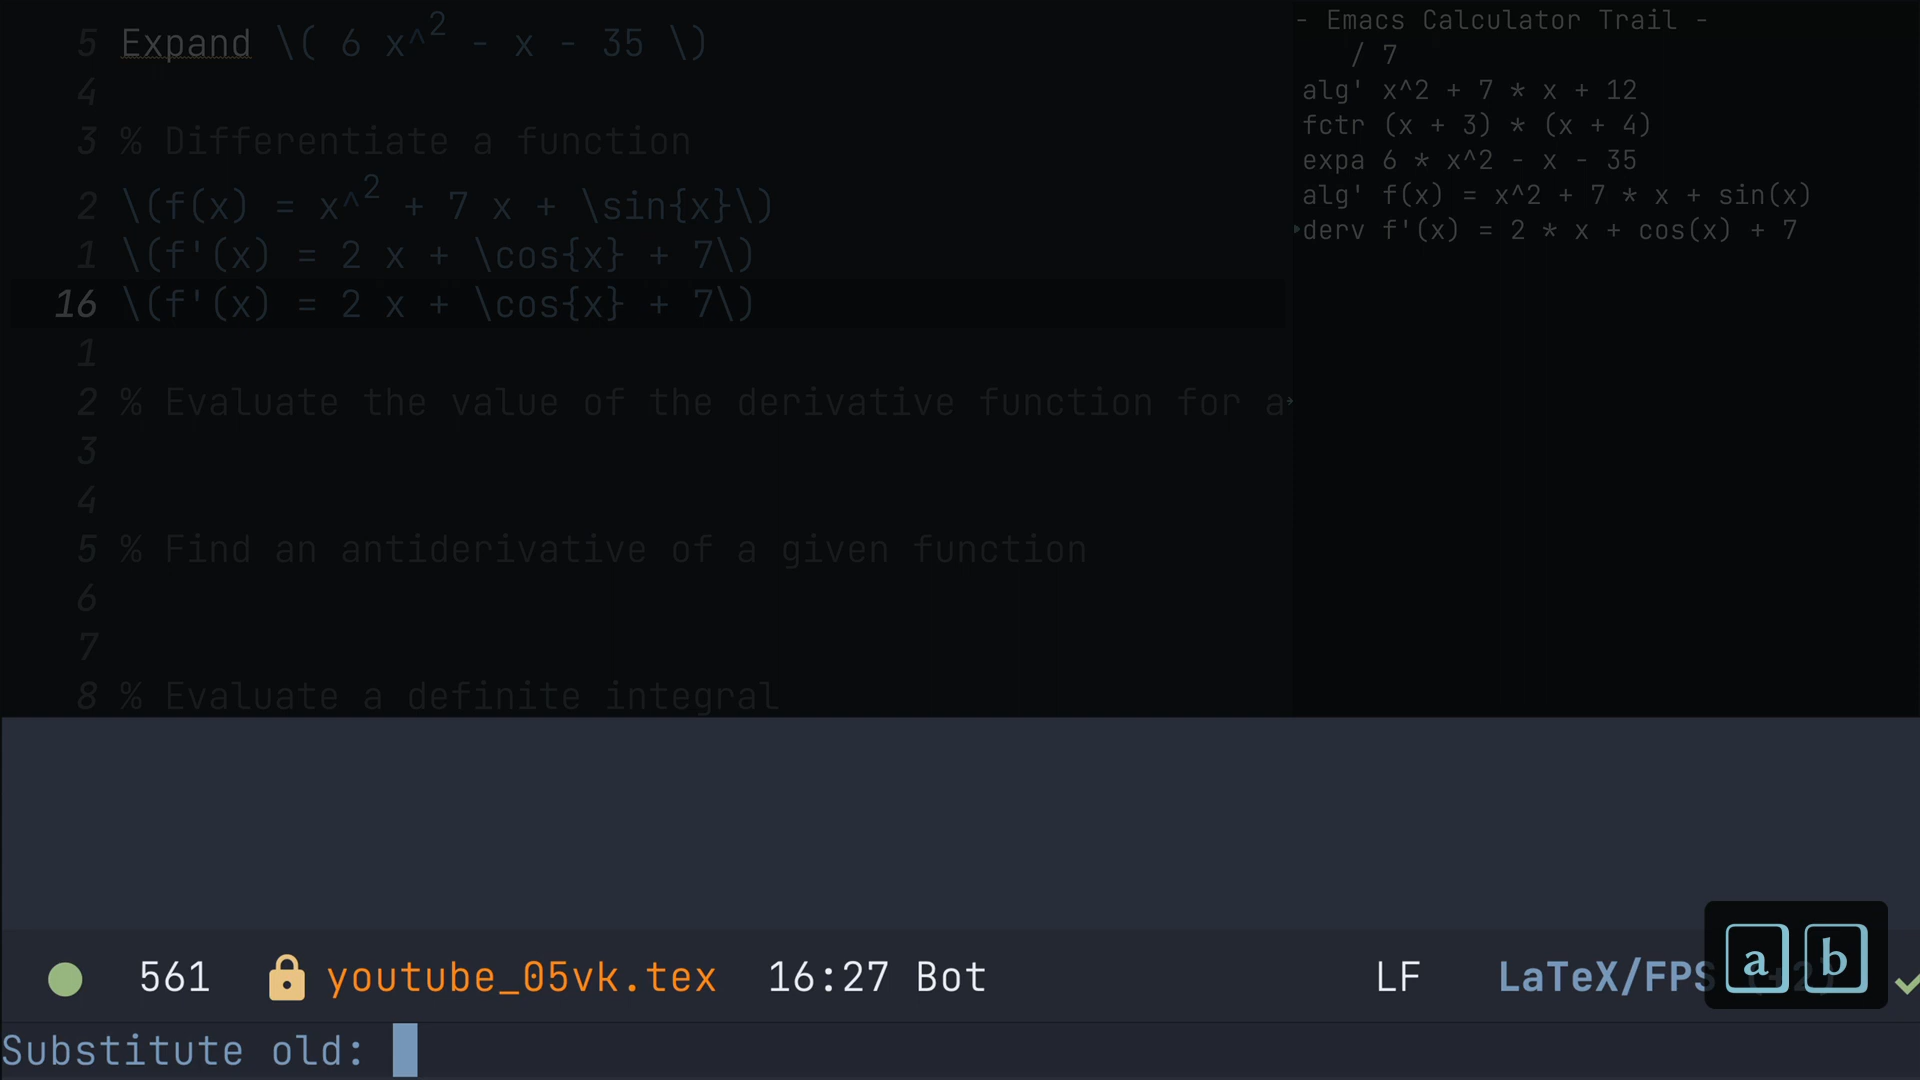 5 Expand \( 6 x^2 - x - 35 \)
4
3 % Differentiate a function
2 \(f(x) = x^2 + 7 x + \sin{x}\)
1 \(f'(x) = 2 x + \cos{x} + 7\)
16 \(f'(x) = 2 x + \cos{x} + 7\)
1
2 % Evaluate the value of the derivative function for a
3
4
5 % Find an antiderivative of a given function
6
7
8 % Evaluate a definite integral
- Emacs Calculator Trail -
/ 7
alg' x^2 + 7 * x + 12
fctr (x + 3) * (x + 4)
expa 6 * x^2 - x - 35
alg' f(x) = x^2 + 7 * x + sin(x)
derv f'(x) = 2 * x + cos(x) + 7
561 youtube_05vk.tex 16:27 Bot LF LaTeX/FPS
a b
Substitute old: